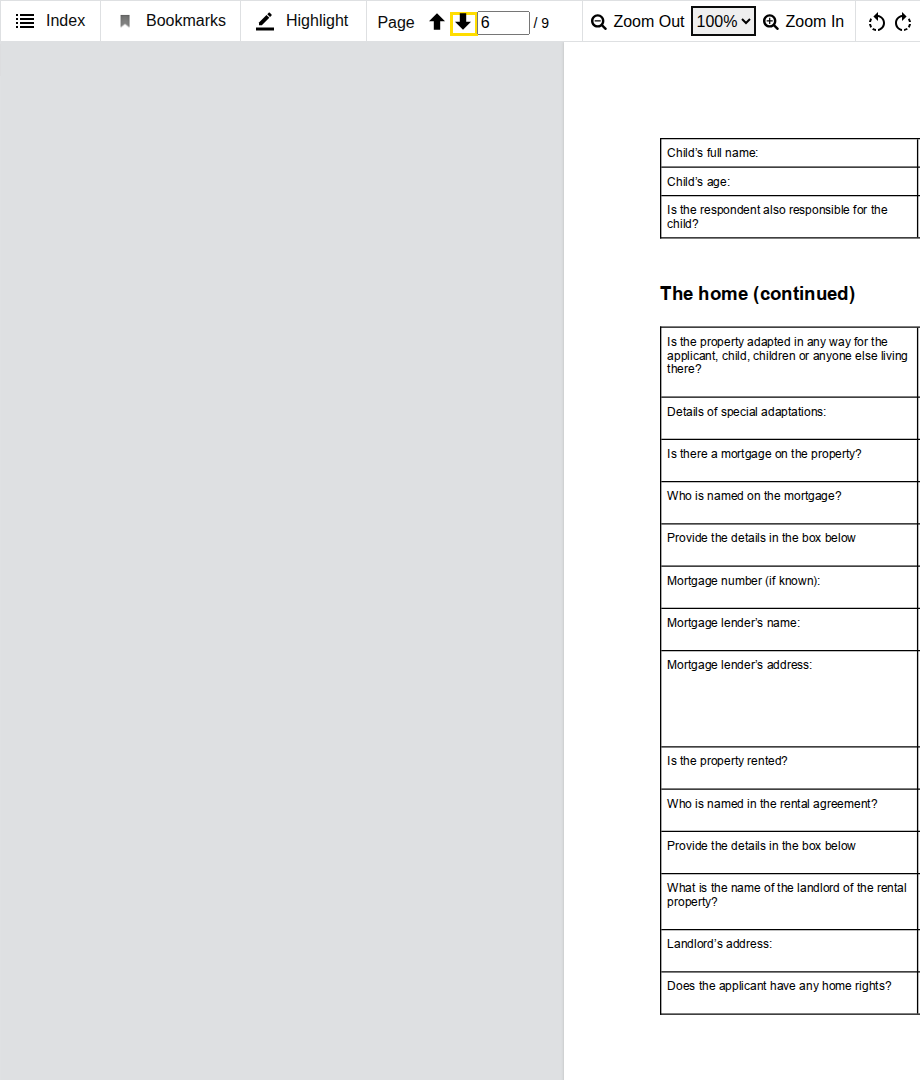 Index Bookmarks Highlight Page 6 / 9 Zoom Out 100% Zoom In
Child's full name:
Child's age:
Is the respondent also responsible for the
child?
The home (continued)
Is the property adapted in any way for the
applicant, child, children or anyone else living
there?
Details of special adaptations:
Is there a mortgage on the property?
Who is named on the mortgage?
Provide the details in the box below
Mortgage number (if known):
Mortgage lender's name:
Mortgage lender's address:
Is the property rented?
Who is named in the rental agreement?
Provide the details in the box below
What is the name of the landlord of the rental
property?
Landlord's address:
Does the applicant have any home rights?